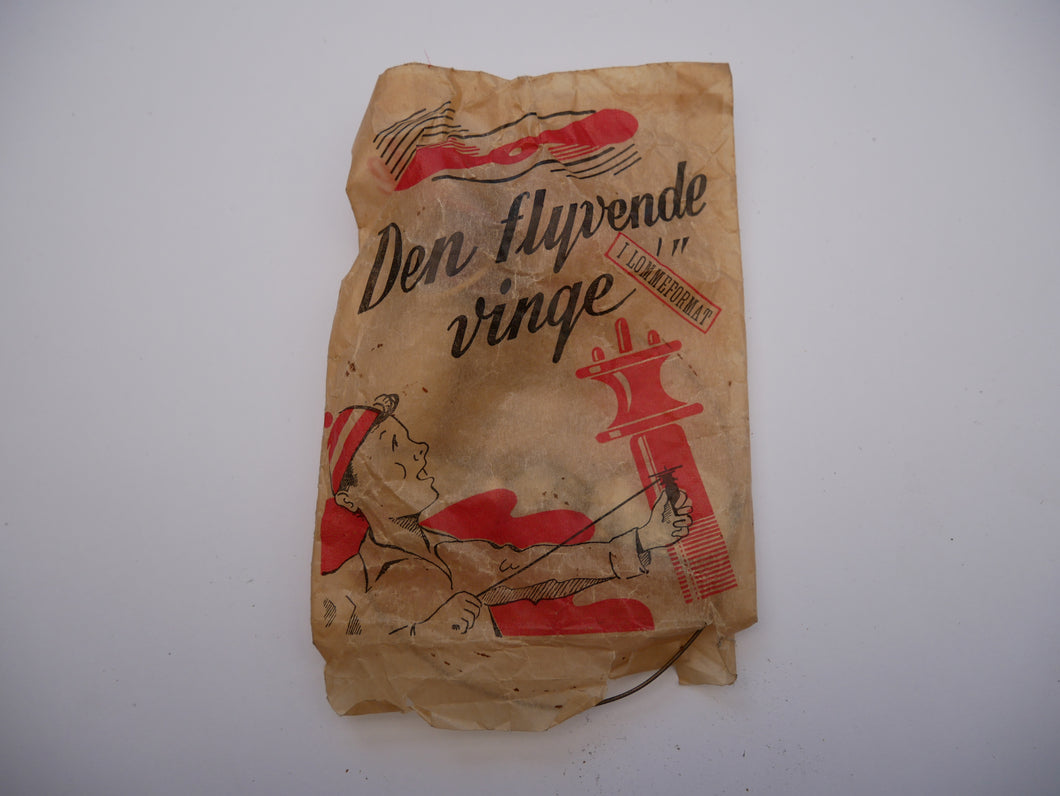 Den flyvende
vinge
I LOMMEFORMAT